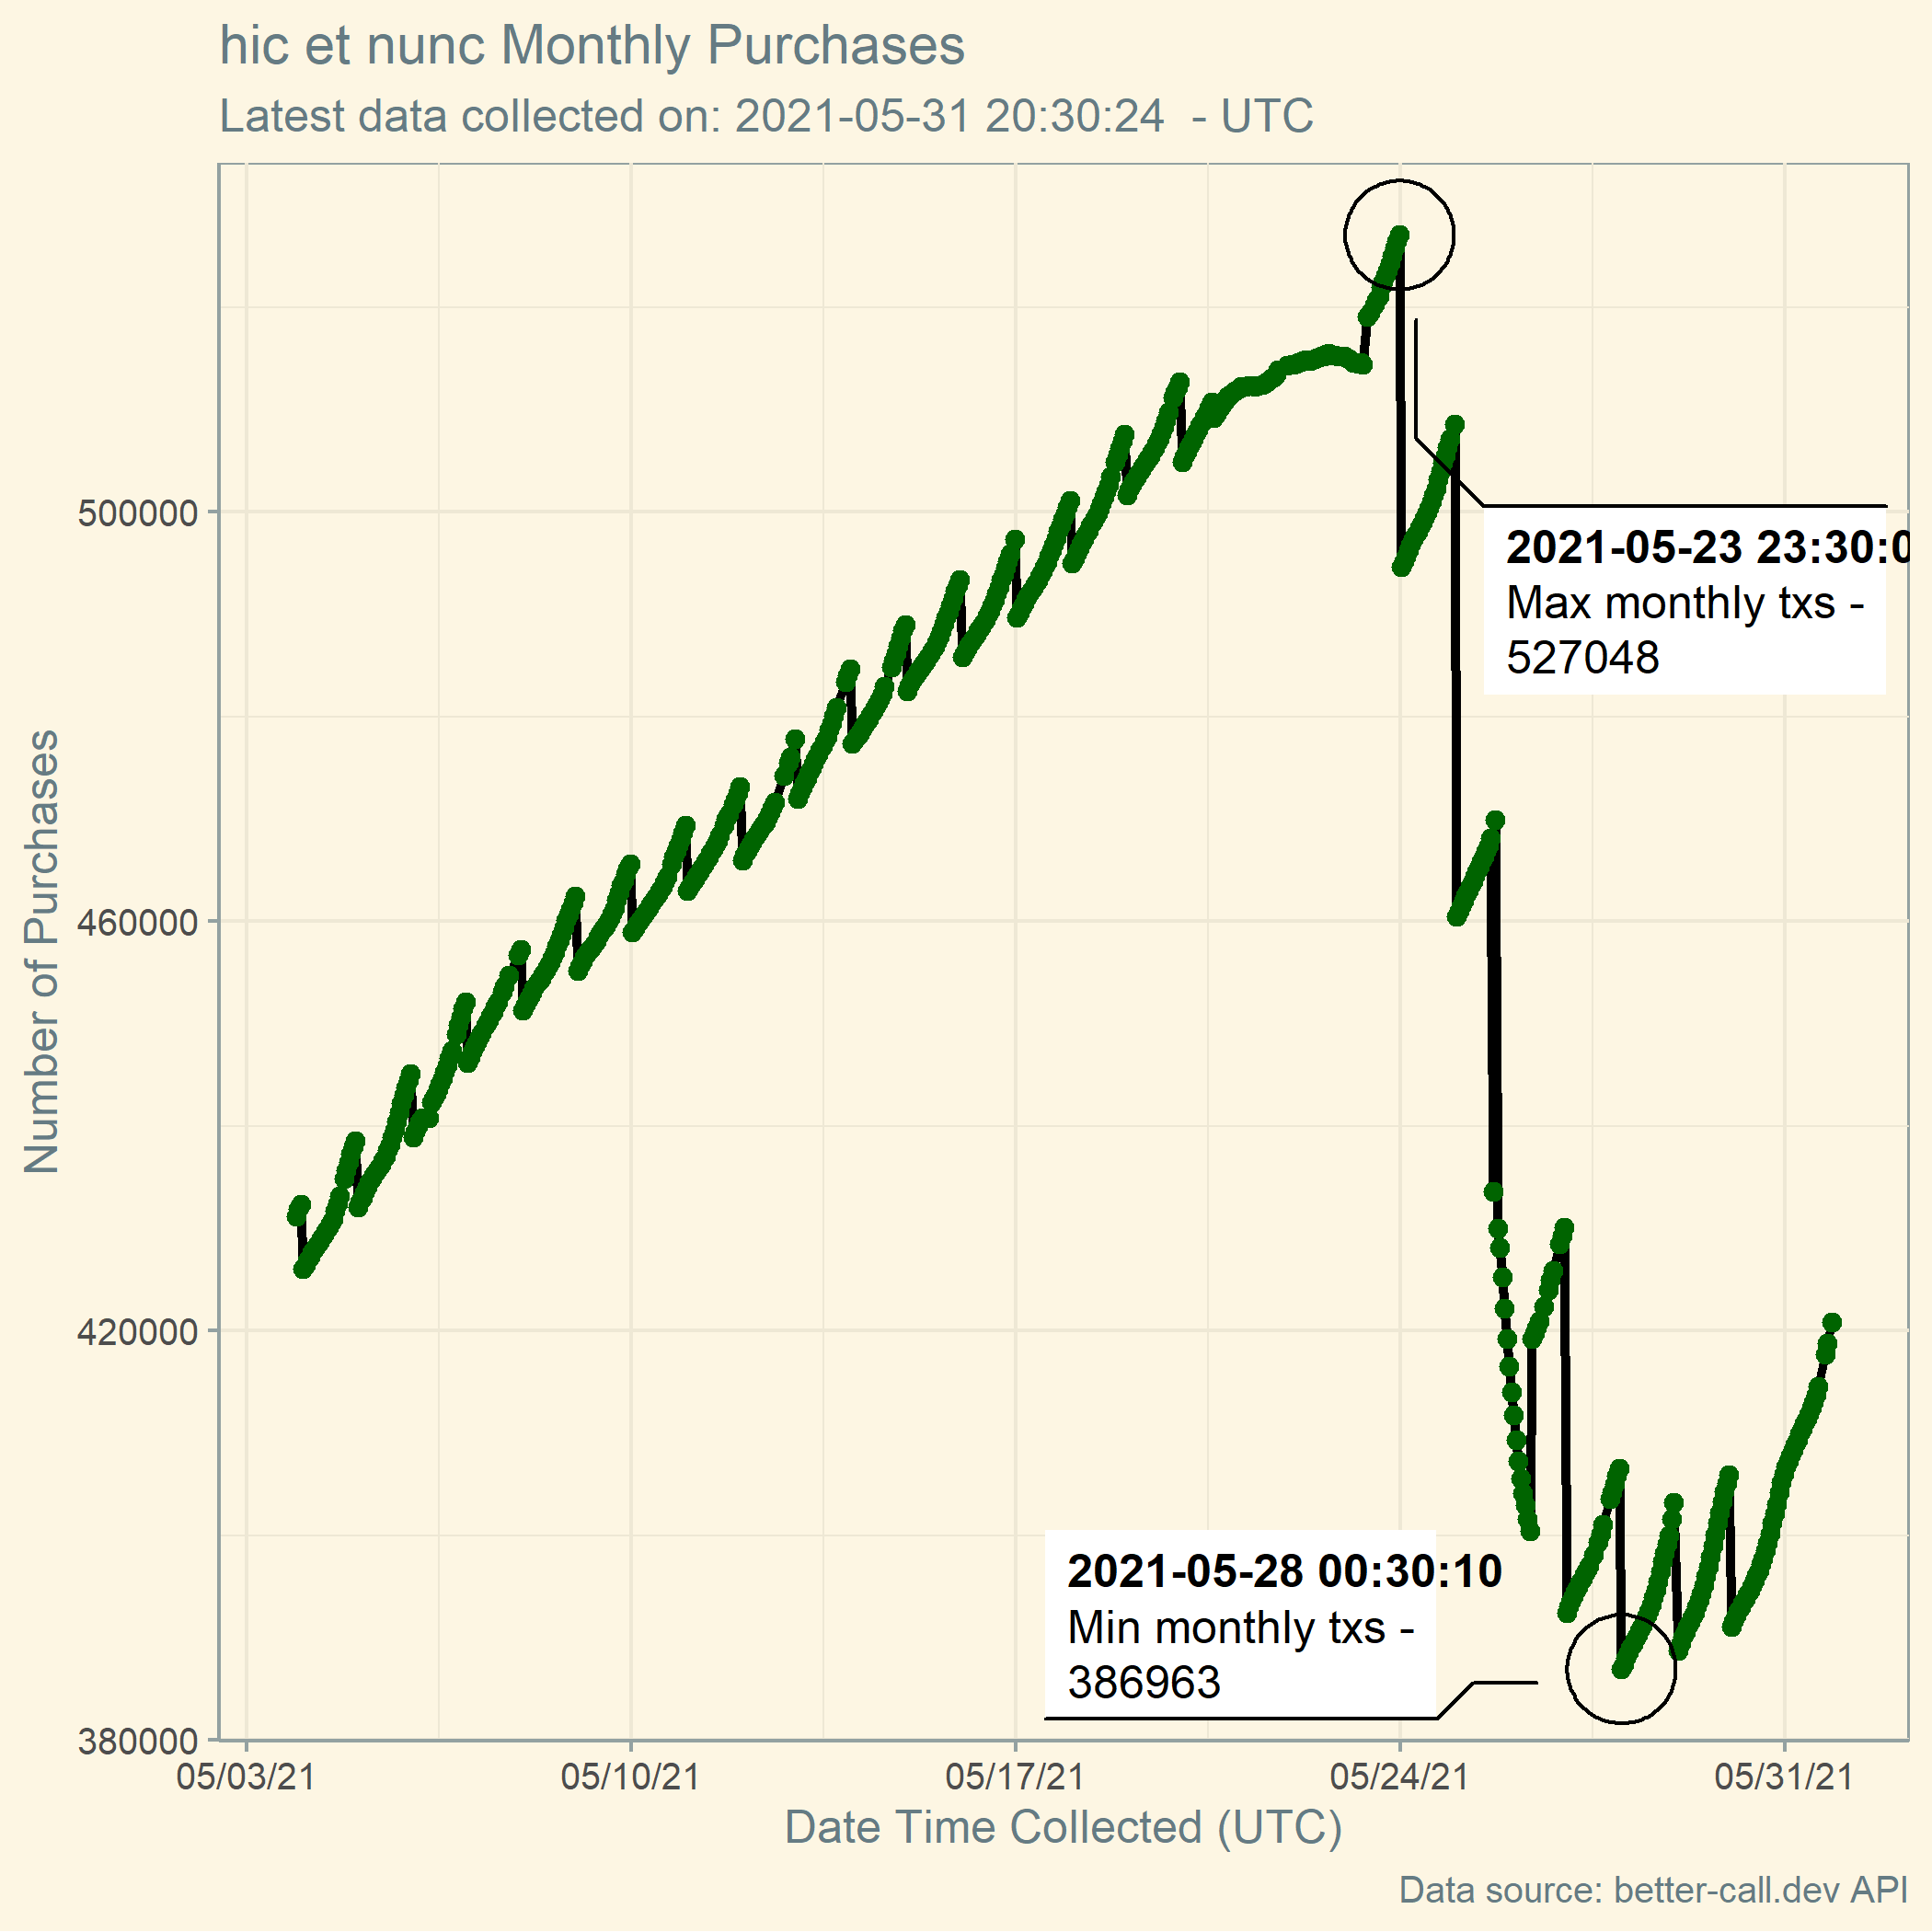 hic et nunc Monthly Purchases
Latest data collected on: 2021-05-31 20:30:24  - UTC
Number of Purchases
500000
460000
420000
380000
2021-05-23 23:30:0
Max monthly txs -
527048
2021-05-28 00:30:10
Min monthly txs -
386963
05/03/21
05/10/21
05/17/21
05/24/21
05/31/21
Date Time Collected (UTC)
Data source: better-call.dev API